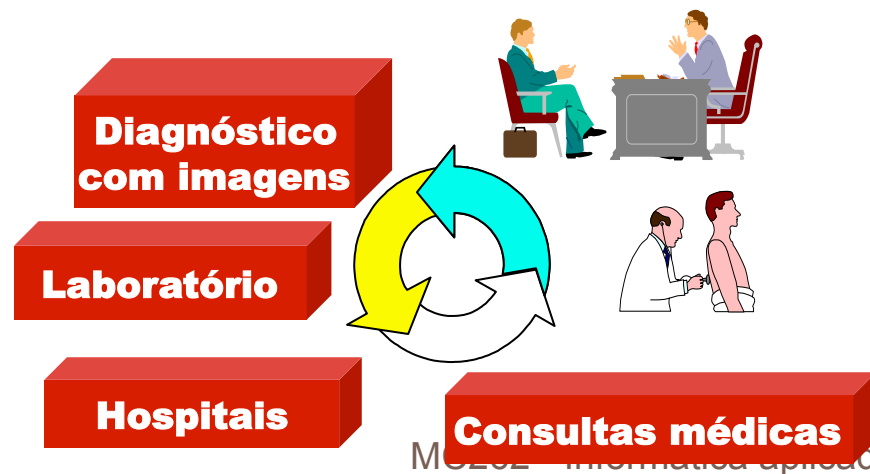 Diagnóstico
com imagens
Laboratório
Hospitais
Consultas médicas